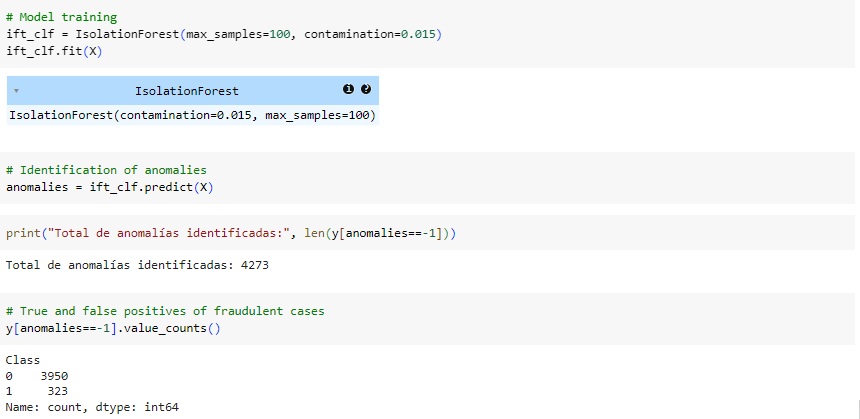 # Model training
ift_clf = IsolationForest(max_samples=100, contamination=0.015)
ift_clf.fit(X)
IsolationForest
IsolationForest(contamination=0.015, max_samples=100)
# Identification of anomalies
anomalies = ift_clf.predict(X)
print("Total de anomalías identificadas:", len(y[anomalies==-1]))
Total de anomalías identificadas: 4273
# True and false positives of fraudulent cases
y[anomalies==-1].value_counts()
Class
0    3950
1     323
Name: count, dtype: int64